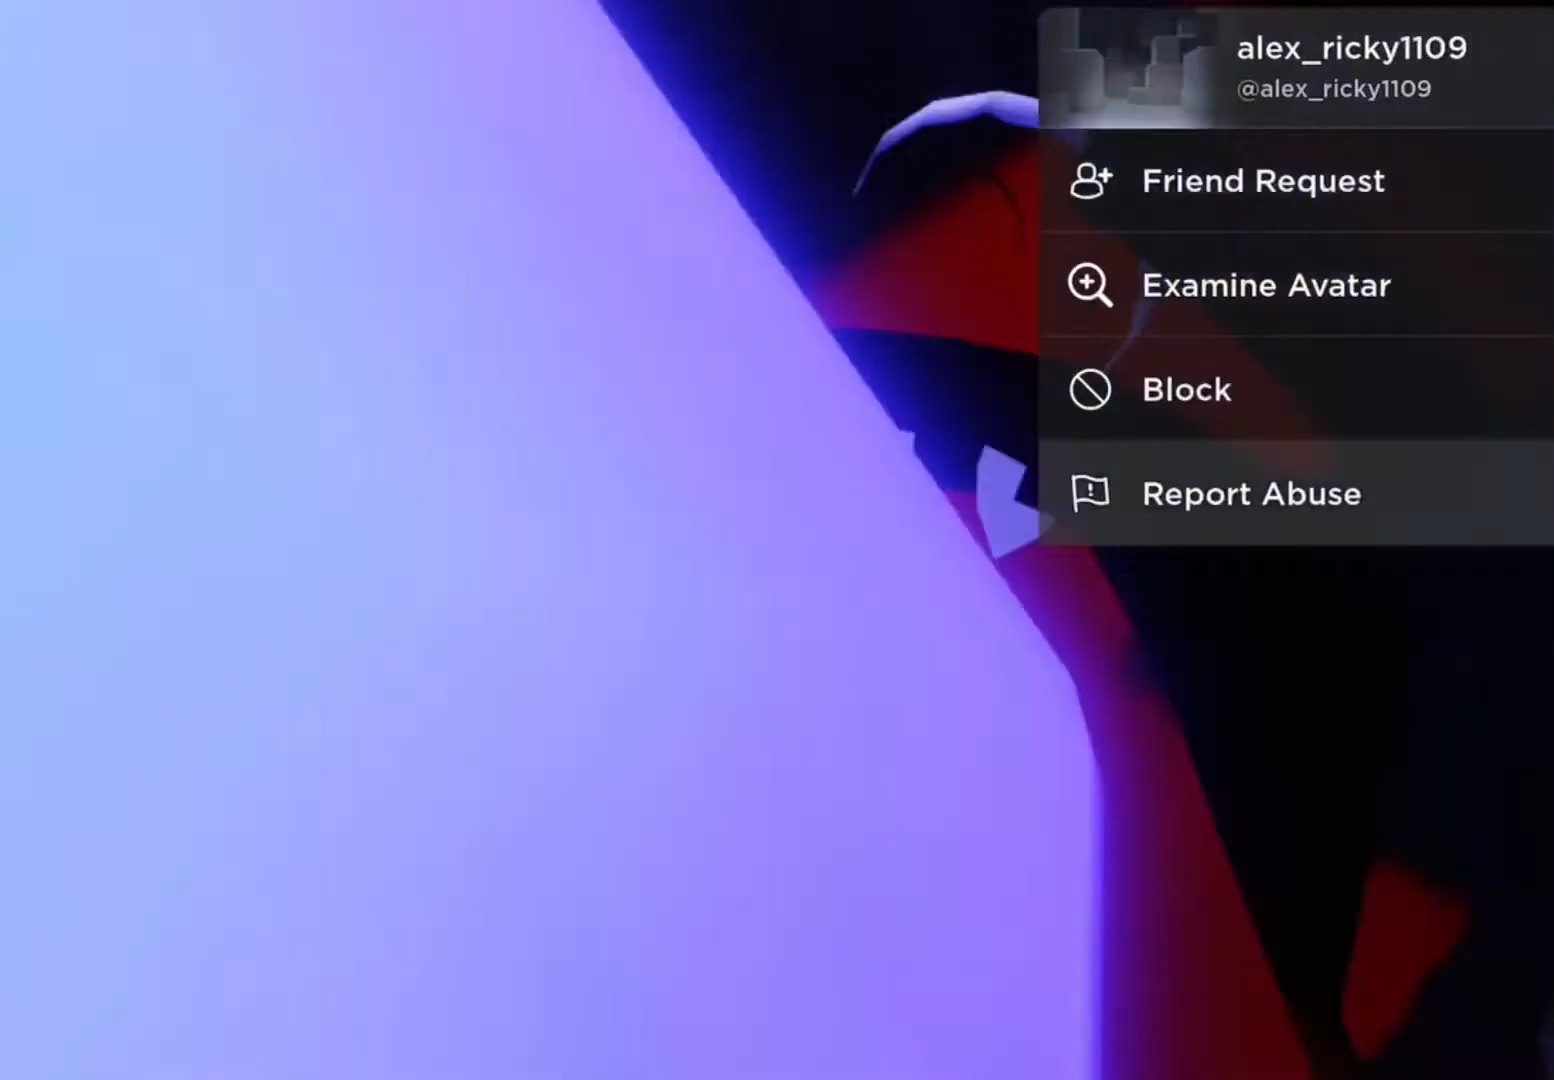 alex_ricky1109
@alex_ricky1109
Friend Request
Examine Avatar
Block
Report Abuse